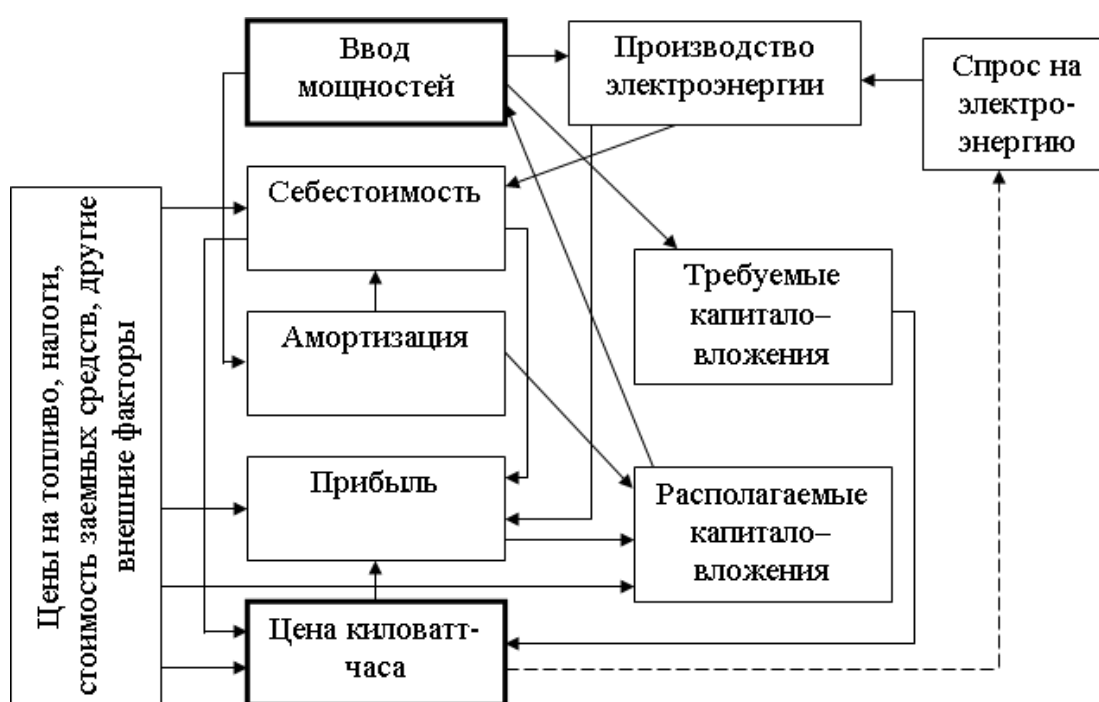 Ввод
мощностей
Производство
электроэнергии
Спрос на
электро-
энергию
Себестоимость
Требуемые
капитало–
вложения
Амортизация
Прибыль
Располагаемые
капитало–
вложения
Цена киловатт-
часа
Цены на топливо, налоги,
стоимость заемных средств, другие
внешние факторы